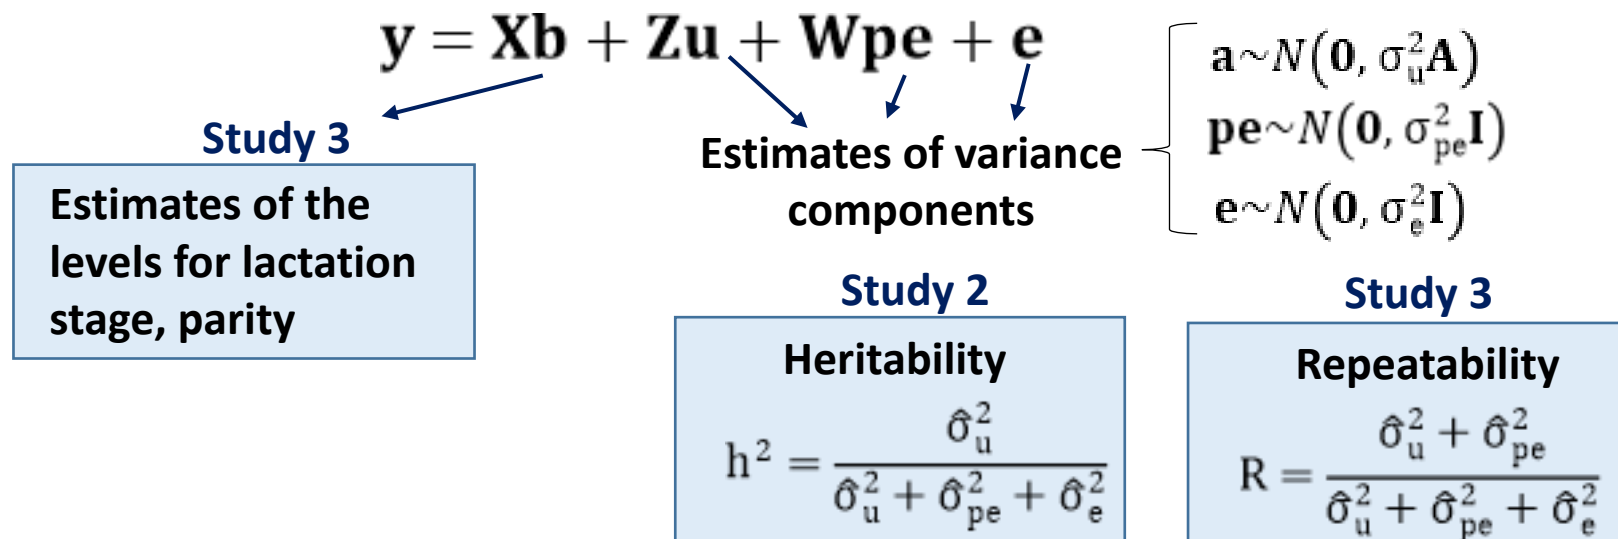 y = Xb + Zu + Wpe + e
a~N(0, σ²ᵤA)
pe~N(0, σ²ₚₑI)
e~N(0, σ²ₑI)
Study 3
Estimates of the
levels for lactation
stage, parity
Estimates of variance
components
Study 2
Heritability
h² = σ̂²ᵤ / (σ̂²ᵤ + σ̂²ₚₑ + σ̂²ₑ)
Study 3
Repeatability
R = (σ̂²ᵤ + σ̂²ₚₑ) / (σ̂²ᵤ + σ̂²ₚₑ + σ̂²ₑ)